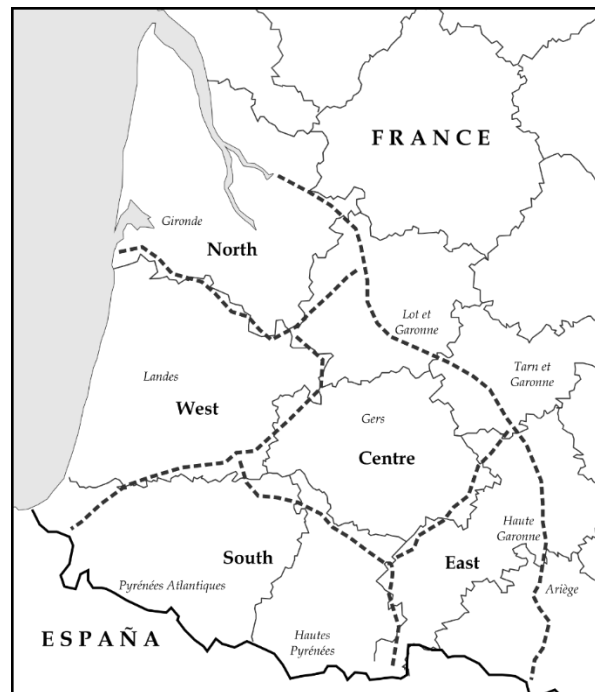 FRANCE
Gironde
North
Lot et
Garonne
Landes
Tarn et
Garonne
West
Gers
Centre
Haute
Garonne
South
East
Pyrénées Atlantiques
Ariège
Hautes
Pyrénées
ESPAÑA